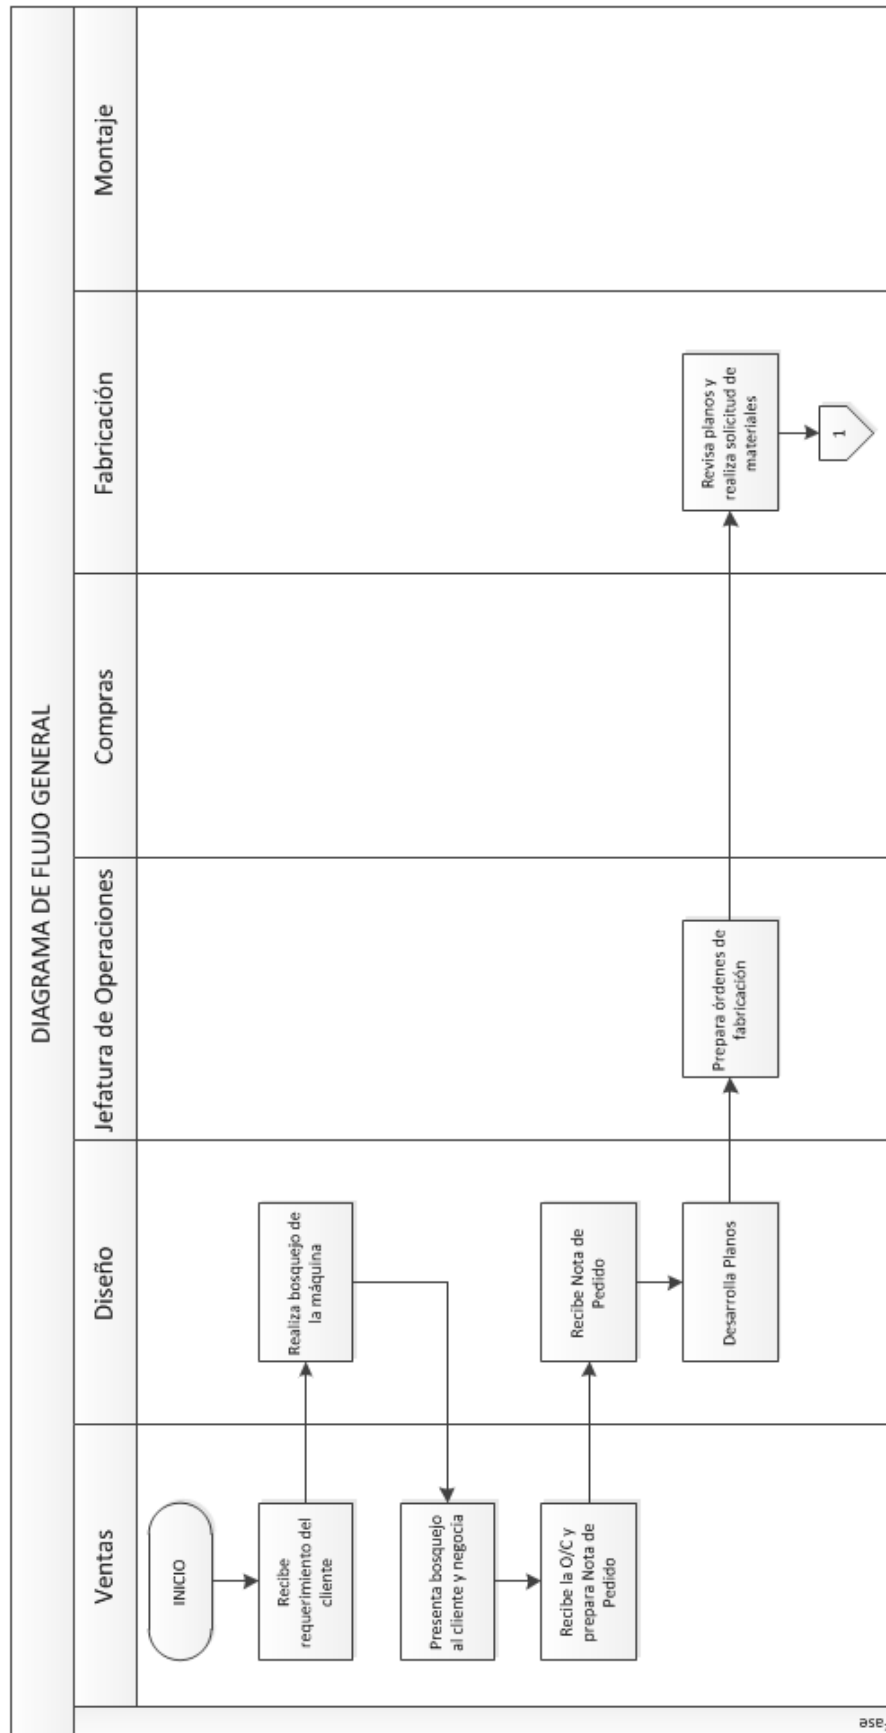 DIAGRAMA DE FLUJO GENERAL
Ventas
Diseño
Jefatura de Operaciones
Compras
Fabricación
Montaje
INICIO
Recibe
requerimiento del
cliente
Realiza bosquejo de
la máquina
Presenta bosquejo
al cliente y negocia
Recibe la O/C y
prepara Nota de
Pedido
Recibe Nota de
Pedido
Desarrolla Planos
Prepara órdenes de
fabricación
Revisa planos y
realiza solicitud de
materiales
1